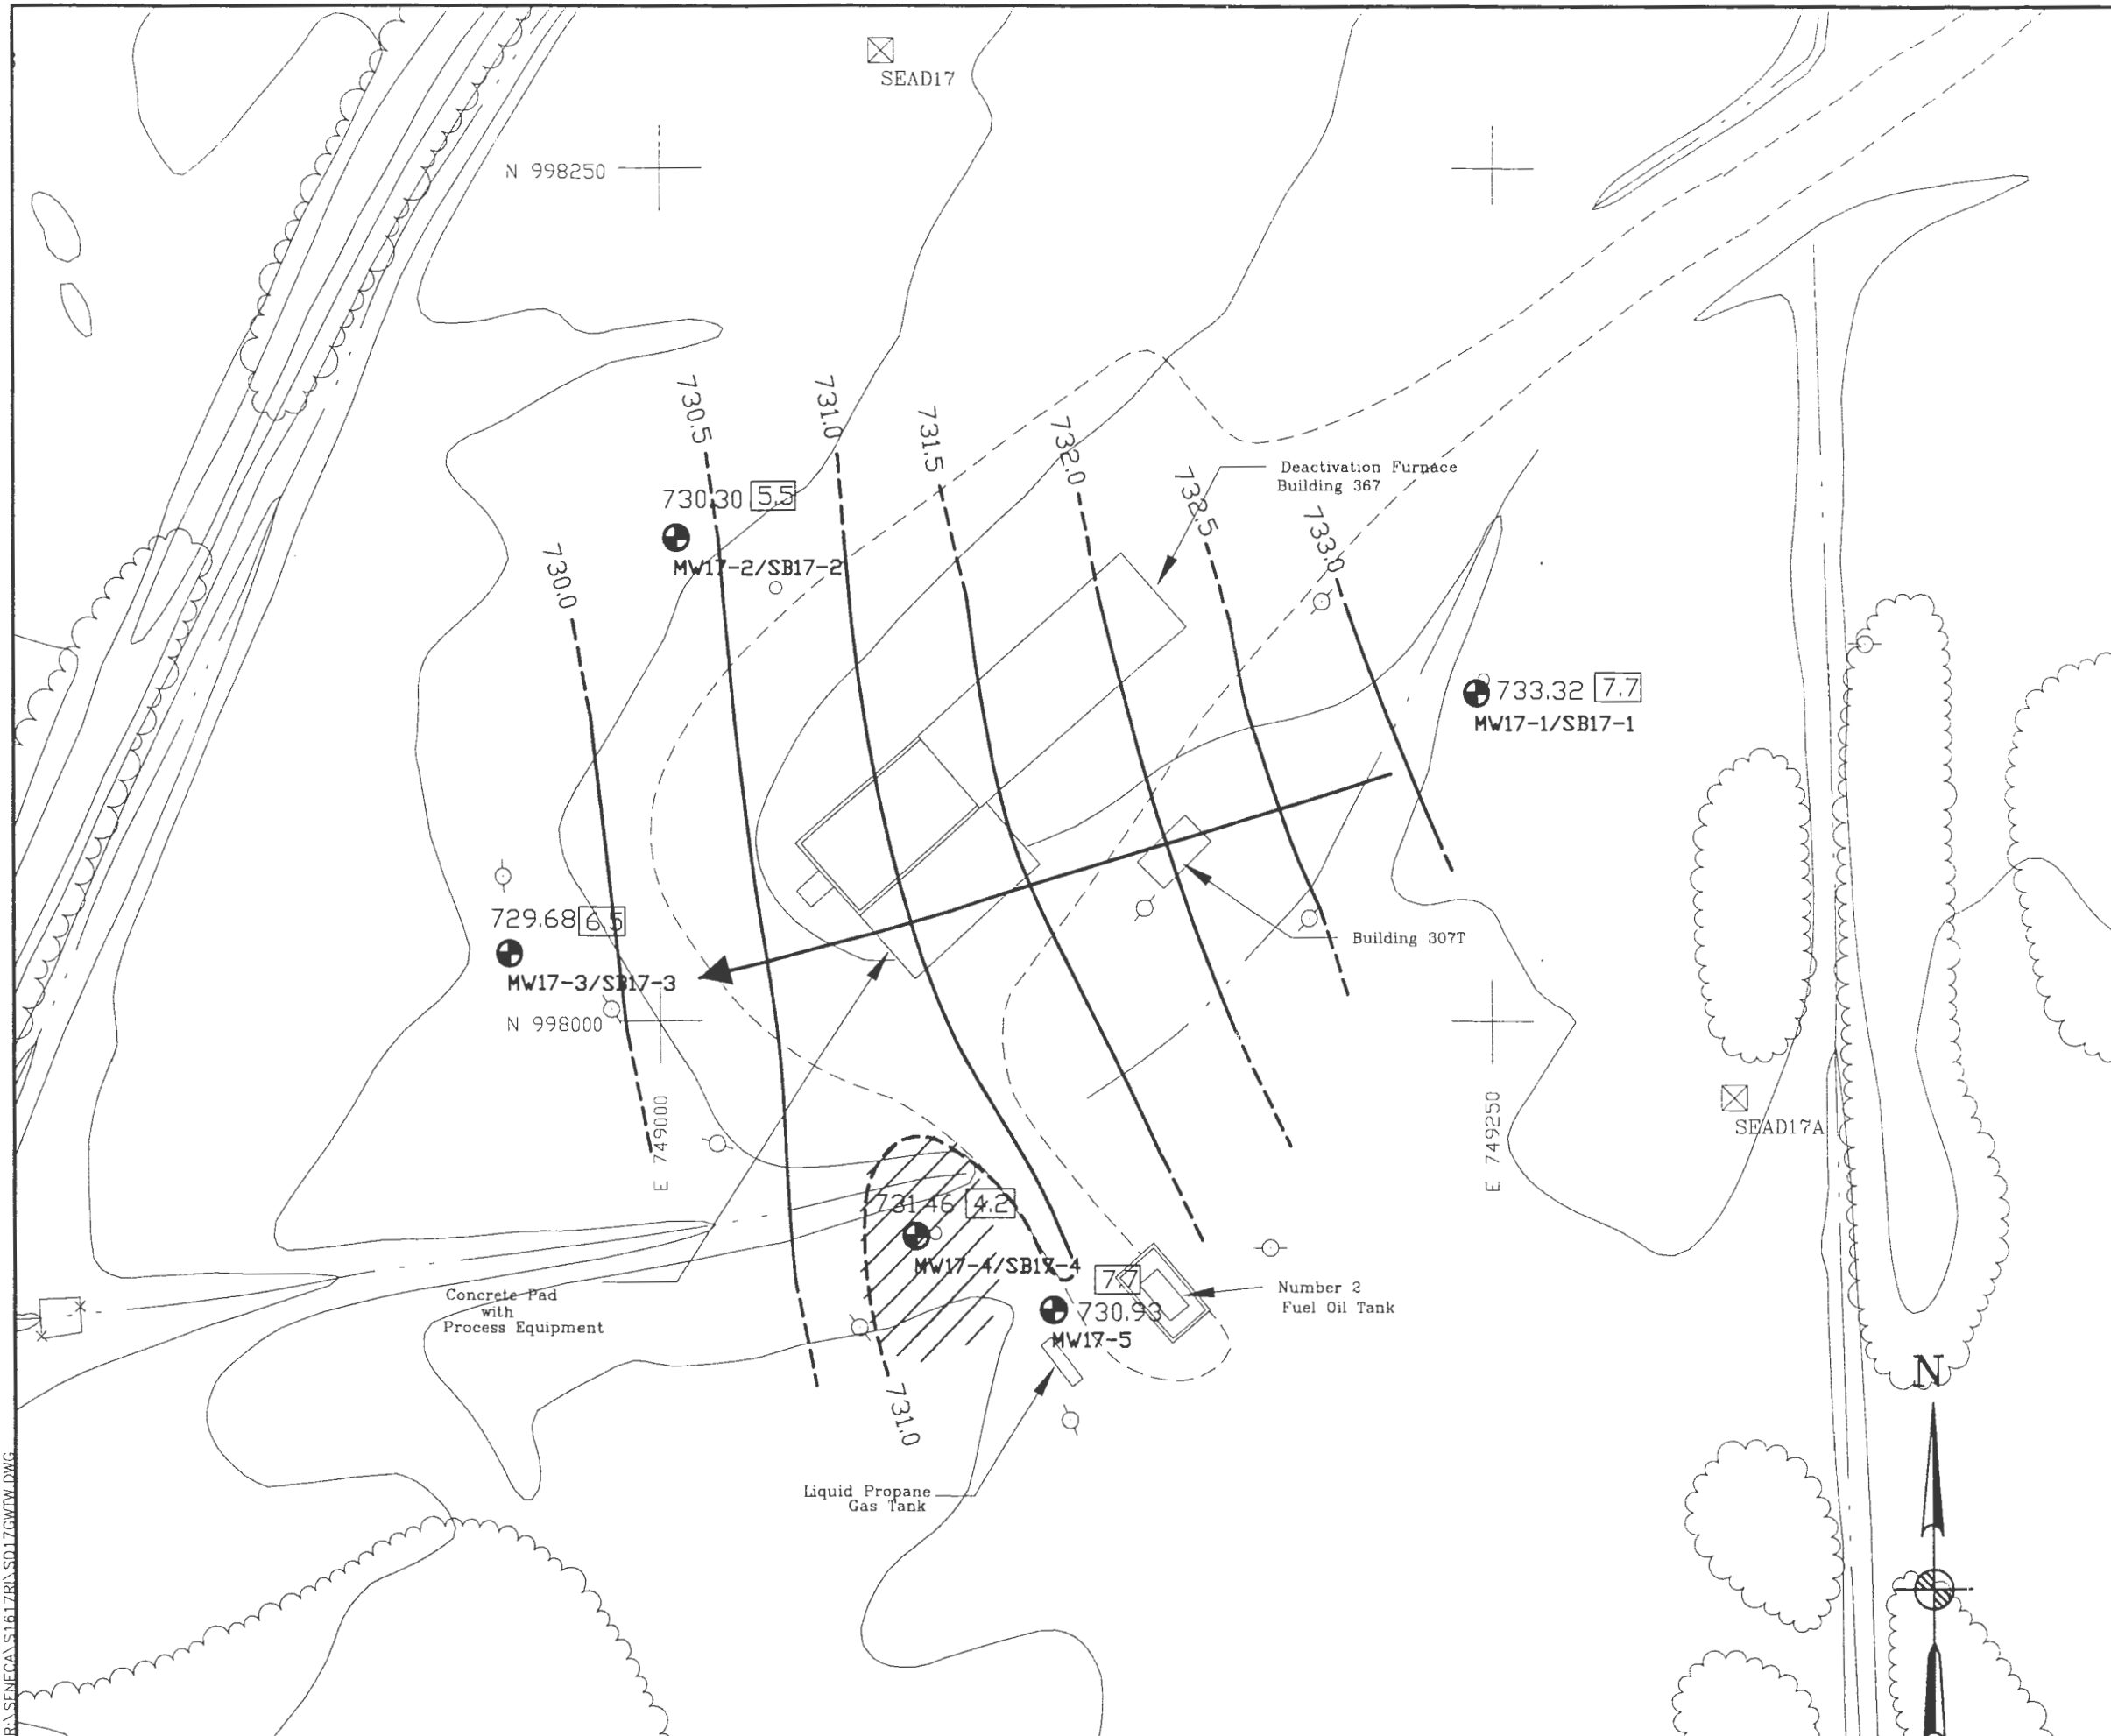 SEAD17
N 998250
730.5
731.0
731.5
732.0
Deactivation Furnace
Building 367
732.5
733.0
730.30 5.5
MW17-2/SB17-2
730.0
733.32 7.7
MW17-1/SB17-1
729.68 6.5
MW17-3/SB17-3
Building 307T
N 998000
E 749000
E 749250
SEAD17A
731.46 4.2
MW17-4/SB17-4
7.7
730.93
MW17-5
Number 2
Fuel Oil Tank
Concrete Pad
with
Process Equipment
731.0
Liquid Propane
Gas Tank
N
R:\SENECA\S1617RI\SD17GWTW.DWG